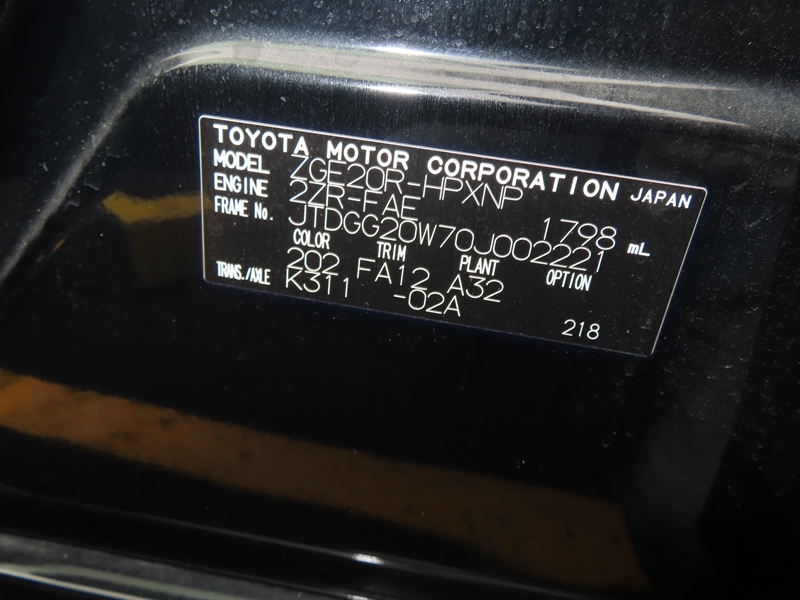 TOYOTA MOTOR CORPORATION JAPAN
MODEL ZGE20R-HPXNP
ENGINE 2ZR-FAE 1798 mL
FRAME No. JTDGG20W70J002221
COLOR TRIM PLANT OPTION
202 FA12 A32
TRANS./AXLE K311 -02A
218